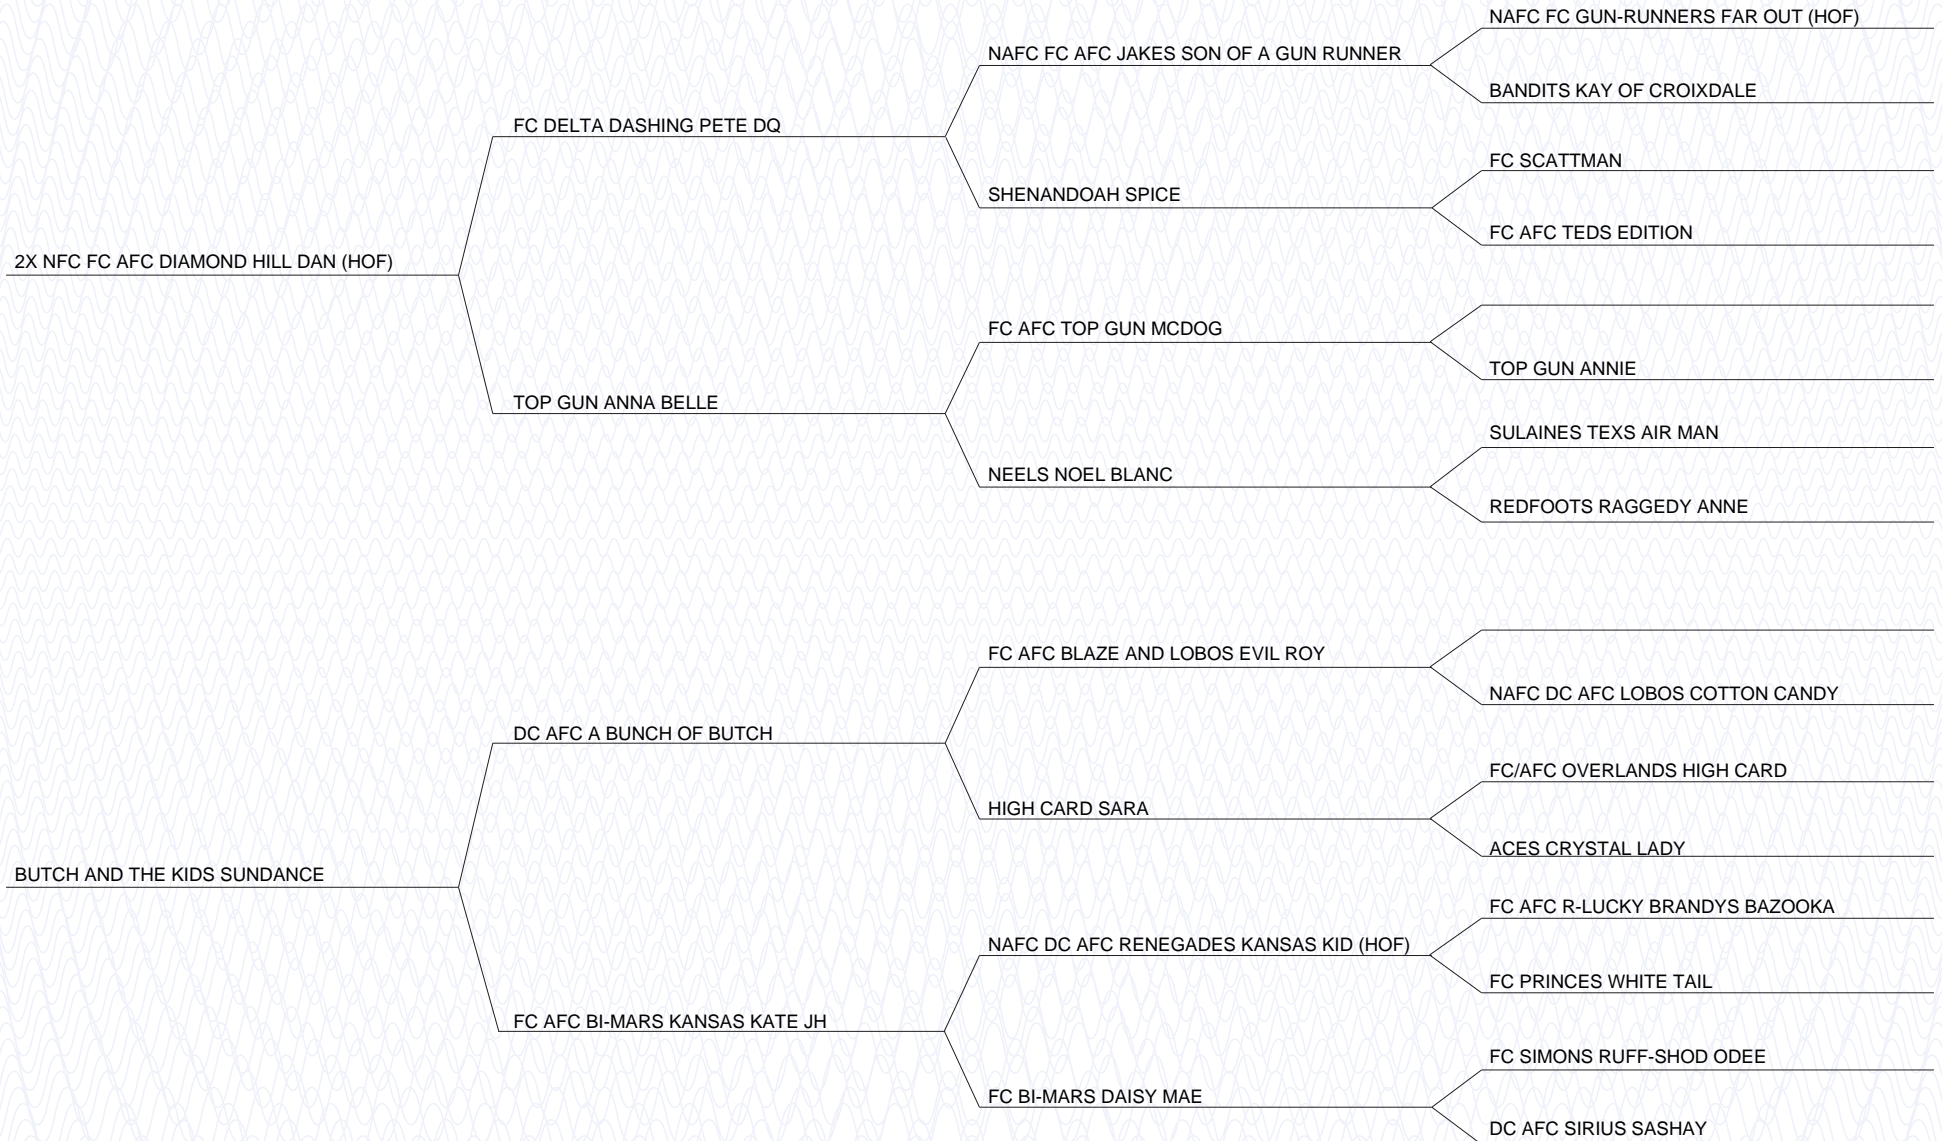 NAFC FC GUN-RUNNERS FAR OUT (HOF)
NAFC FC AFC JAKES SON OF A GUN RUNNER
BANDITS KAY OF CROIXDALE
FC DELTA DASHING PETE DQ
FC SCATTMAN
SHENANDOAH SPICE
FC AFC TEDS EDITION
2X NFC FC AFC DIAMOND HILL DAN (HOF)
FC AFC TOP GUN MCDOG
TOP GUN ANNIE
TOP GUN ANNA BELLE
SULAINES TEXS AIR MAN
NEELS NOEL BLANC
REDFOOTS RAGGEDY ANNE
FC AFC BLAZE AND LOBOS EVIL ROY
NAFC DC AFC LOBOS COTTON CANDY
DC AFC A BUNCH OF BUTCH
FC/AFC OVERLANDS HIGH CARD
HIGH CARD SARA
ACES CRYSTAL LADY
BUTCH AND THE KIDS SUNDANCE
FC AFC R-LUCKY BRANDYS BAZOOKA
NAFC DC AFC RENEGADES KANSAS KID (HOF)
FC PRINCES WHITE TAIL
FC AFC BI-MARS KANSAS KATE JH
FC SIMONS RUFF-SHOD ODEE
FC BI-MARS DAISY MAE
DC AFC SIRIUS SASHAY